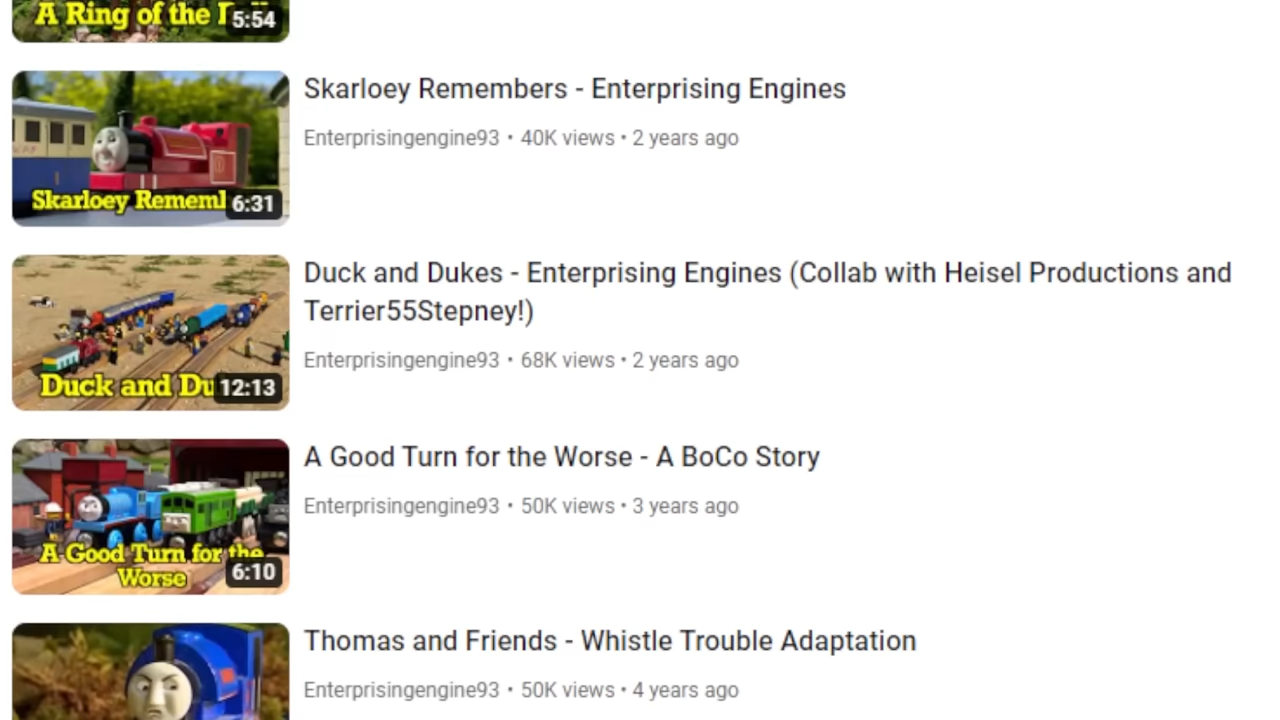 A Ring of the
5:54
Skarloey Remembers - Enterprising Engines
Enterprisingengine93 • 40K views • 2 years ago
Skarloey
6:31
Duck and Dukes - Enterprising Engines (Collab with Heisel Productions and
Terrier55Stepney!)
Enterprisingengine93 • 68K views • 2 years ago
Duck and
12:13
A Good Turn for the Worse - A BoCo Story
Enterprisingengine93 • 50K views • 3 years ago
A Good Turn for the
Worse
6:10
Thomas and Friends - Whistle Trouble Adaptation
Enterprisingengine93 • 50K views • 4 years ago